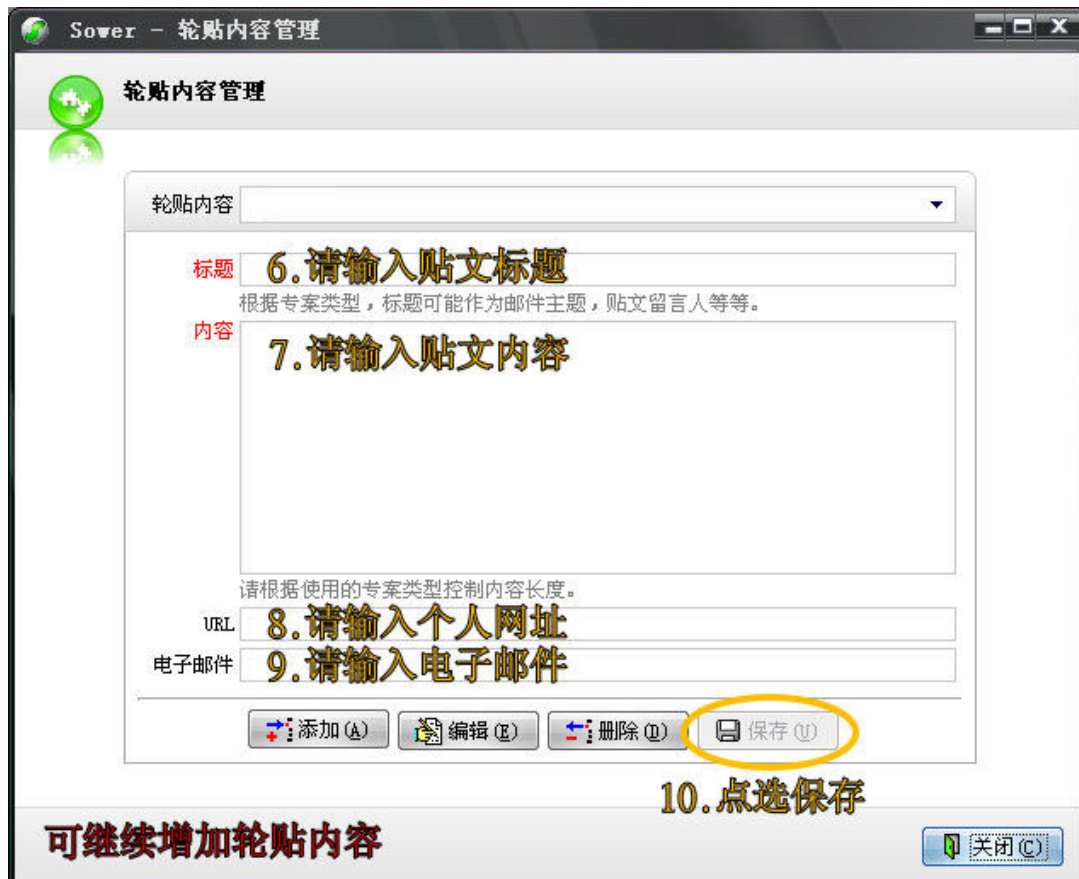 Sower - 轮贴内容管理
轮贴内容管理
轮贴内容
标题 6.请输入贴文标题
根据专案类型，标题可能作为邮件主题，贴文留言人等等。
内容 7.请输入贴文内容
请根据使用的专案类型控制内容长度。
URL 8.请输入个人网址
电子邮件 9.请输入电子邮件
添加(A) 编辑(E) 删除(D) 保存(U)
10.点选保存
可继续增加轮贴内容 关闭(C)